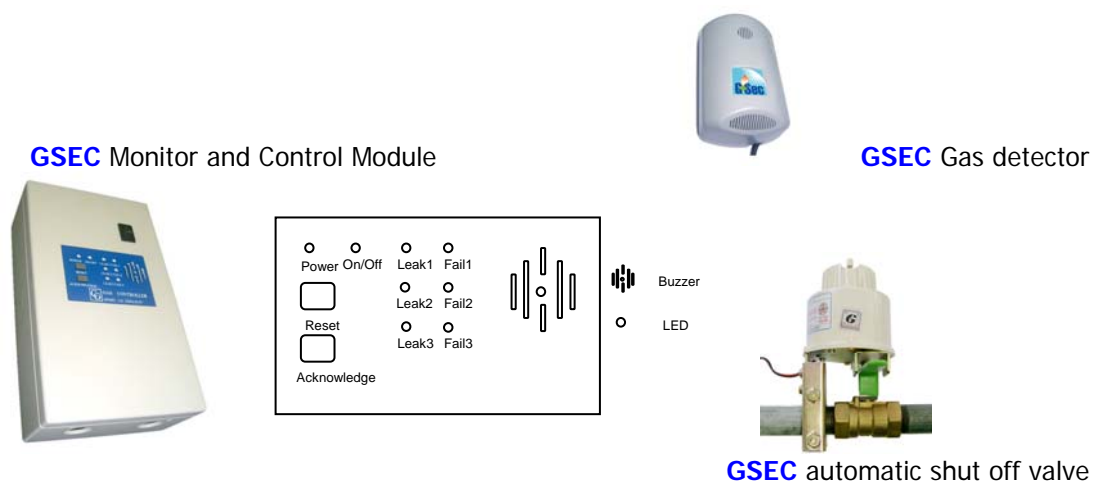 GSec
GSEC Monitor and Control Module
GSEC Gas detector
Power On/Off Leak1 Fail1
Buzzer
Leak2 Fail2
LED
Reset
Leak3 Fail3
Acknowledge
G
GSEC automatic shut off valve